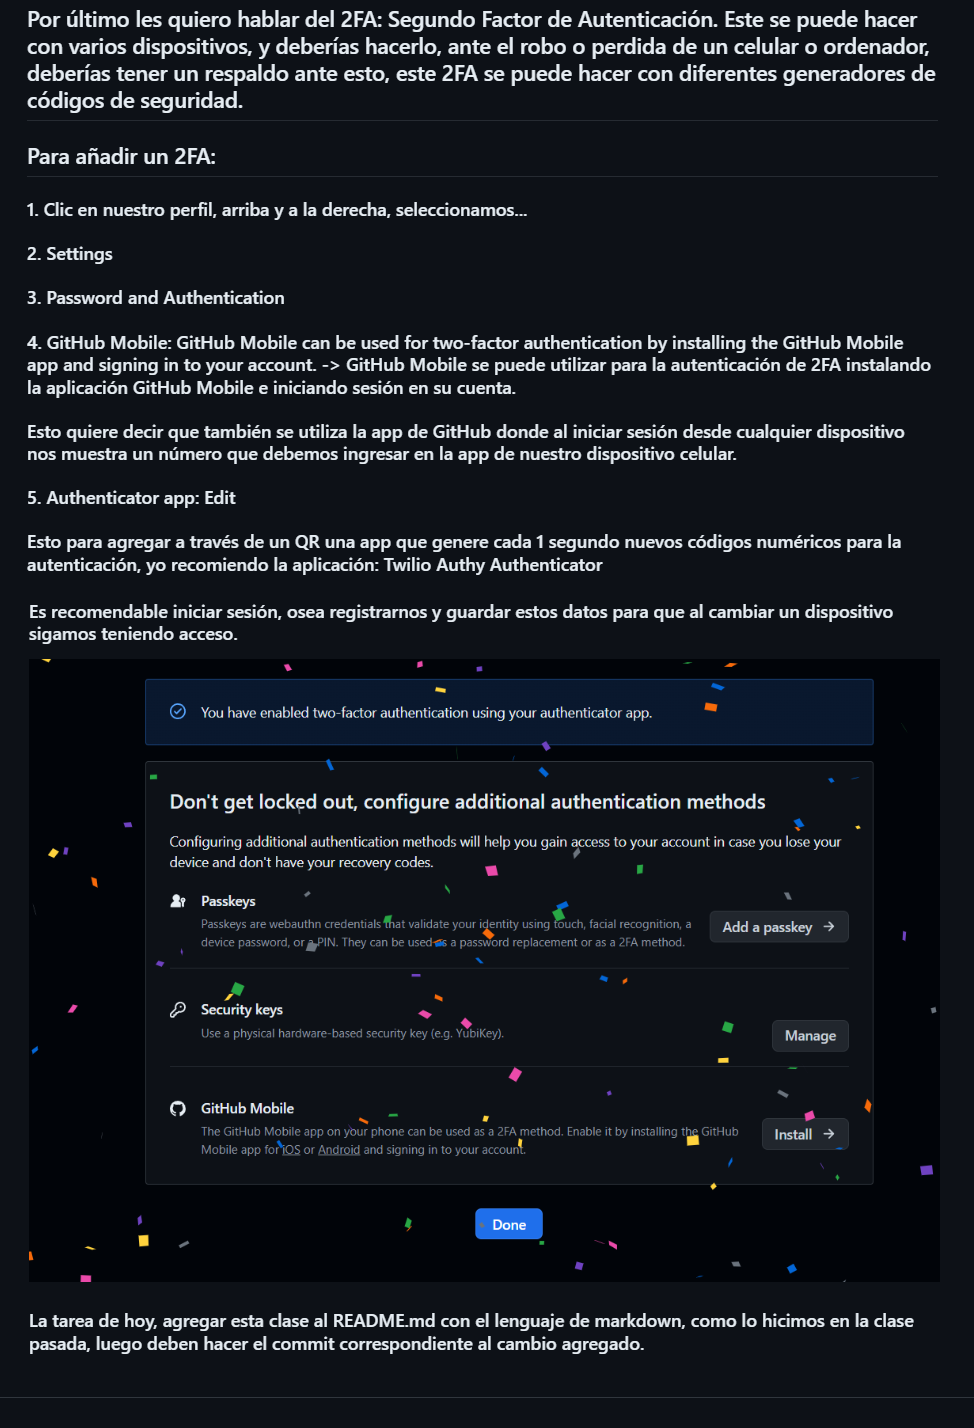 Por último les quiero hablar del 2FA: Segundo Factor de Autenticación. Este se puede hacer
con varios dispositivos, y deberías hacerlo, ante el robo o perdida de un celular o ordenador,
deberías tener un respaldo ante esto, este 2FA se puede hacer con diferentes generadores de
códigos de seguridad.
Para añadir un 2FA:
1. Clic en nuestro perfil, arriba y a la derecha, seleccionamos...
2. Settings
3. Password and Authentication
4. GitHub Mobile: GitHub Mobile can be used for two-factor authentication by installing the GitHub Mobile
app and signing in to your account. -> GitHub Mobile se puede utilizar para la autenticación de 2FA instalando
la aplicación GitHub Mobile e iniciando sesión en su cuenta.
Esto quiere decir que también se utiliza la app de GitHub donde al iniciar sesión desde cualquier dispositivo
nos muestra un número que debemos ingresar en la app de nuestro dispositivo celular.
5. Authenticator app: Edit
Esto para agregar a través de un QR una app que genere cada 1 segundo nuevos códigos numéricos para la
autenticación, yo recomiendo la aplicación: Twilio Authy Authenticator
Es recomendable iniciar sesión, osea registrarnos y guardar estos datos para que al cambiar un dispositivo
sigamos teniendo acceso.
You have enabled two-factor authentication using your authenticator app.
Don't get locked out, configure additional authentication methods
Configuring additional authentication methods will help you gain access to your account in case you lose your
device and don't have your recovery codes.
Passkeys
Passkeys are webauthn credentials that validate your identity using touch, facial recognition, a
device password, or a PIN. They can be used as a password replacement or as a 2FA method.
Add a passkey →
Security keys
Use a physical hardware-based security key (e.g. YubiKey).
Manage
GitHub Mobile
The GitHub Mobile app on your phone can be used as a 2FA method. Enable it by installing the GitHub
Mobile app for iOS or Android and signing in to your account.
Install →
Done
La tarea de hoy, agregar esta clase al README.md con el lenguaje de markdown, como lo hicimos en la clase
pasada, luego deben hacer el commit correspondiente al cambio agregado.